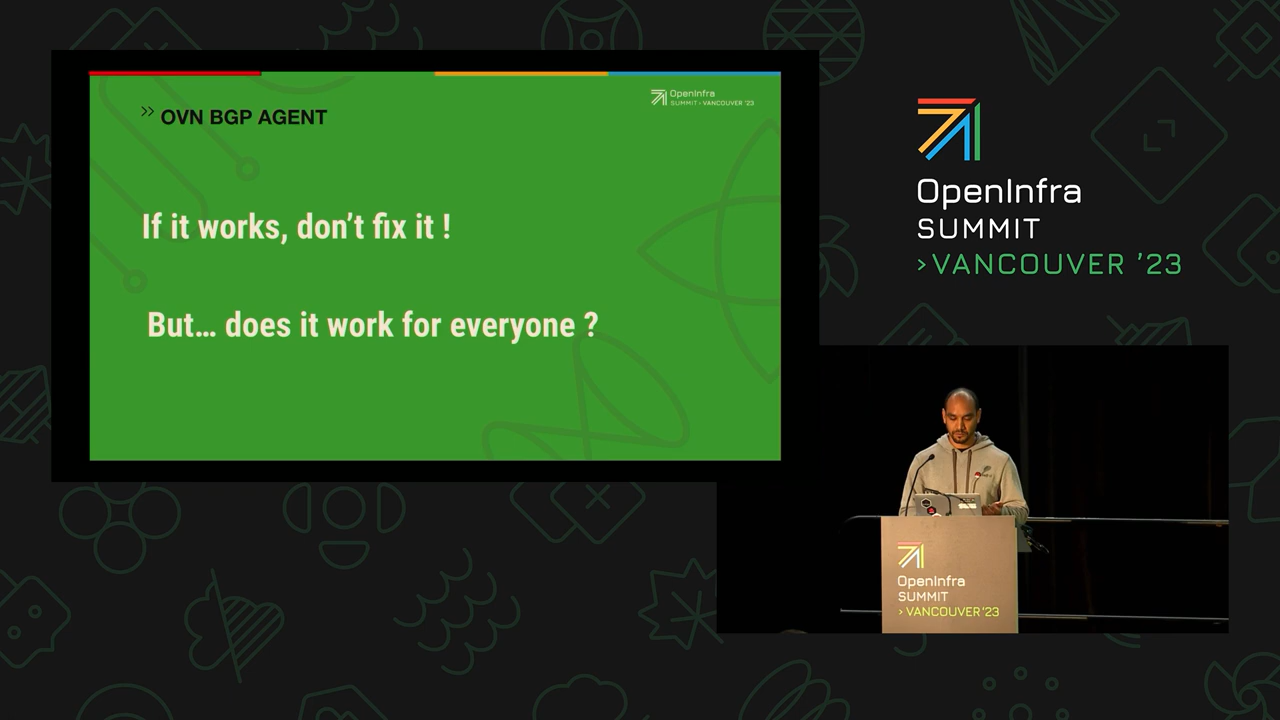 >> OVN BGP AGENT
OpenInfra
SUMMIT > VANCOUVER '23
If it works, don’t fix it !
But... does it work for everyone ?
OpenInfra
SUMMIT
>VANCOUVER ’23
OpenInfra
SUMMIT
> VANCOUVER '23